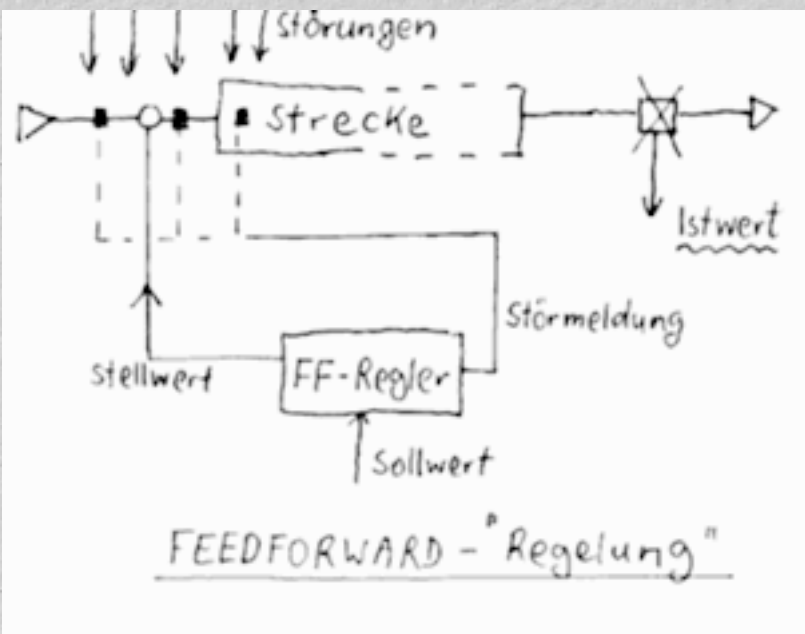 Störungen
Strecke
Istwert
Störmeldung
Stellwert
FF-Regler
Sollwert
FEEDFORWARD - "Regelung"